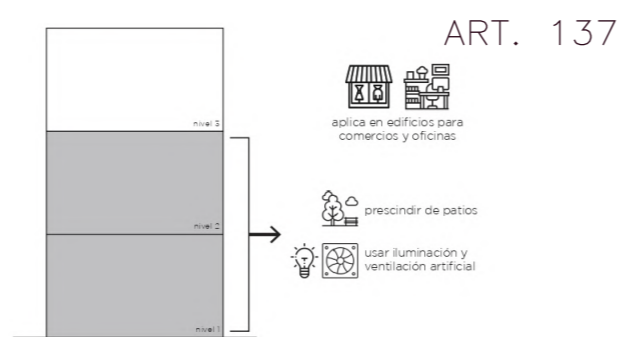 ART. 137
nivel 3
aplica en edificios para
comercios y oficinas
prescindir de patios
nivel 2
usar iluminación y
ventilación artificial
nivel 1